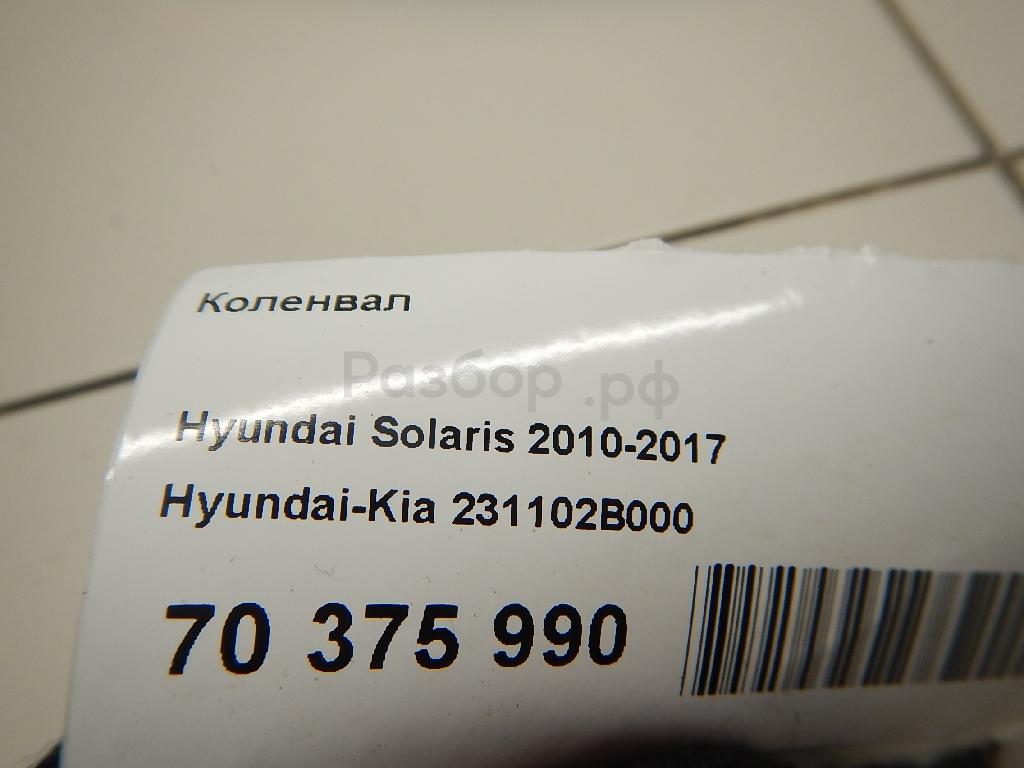 Коленвал
Разбор.рф
Hyundai Solaris 2010-2017
Hyundai-Kia 231102B000
70 375 990